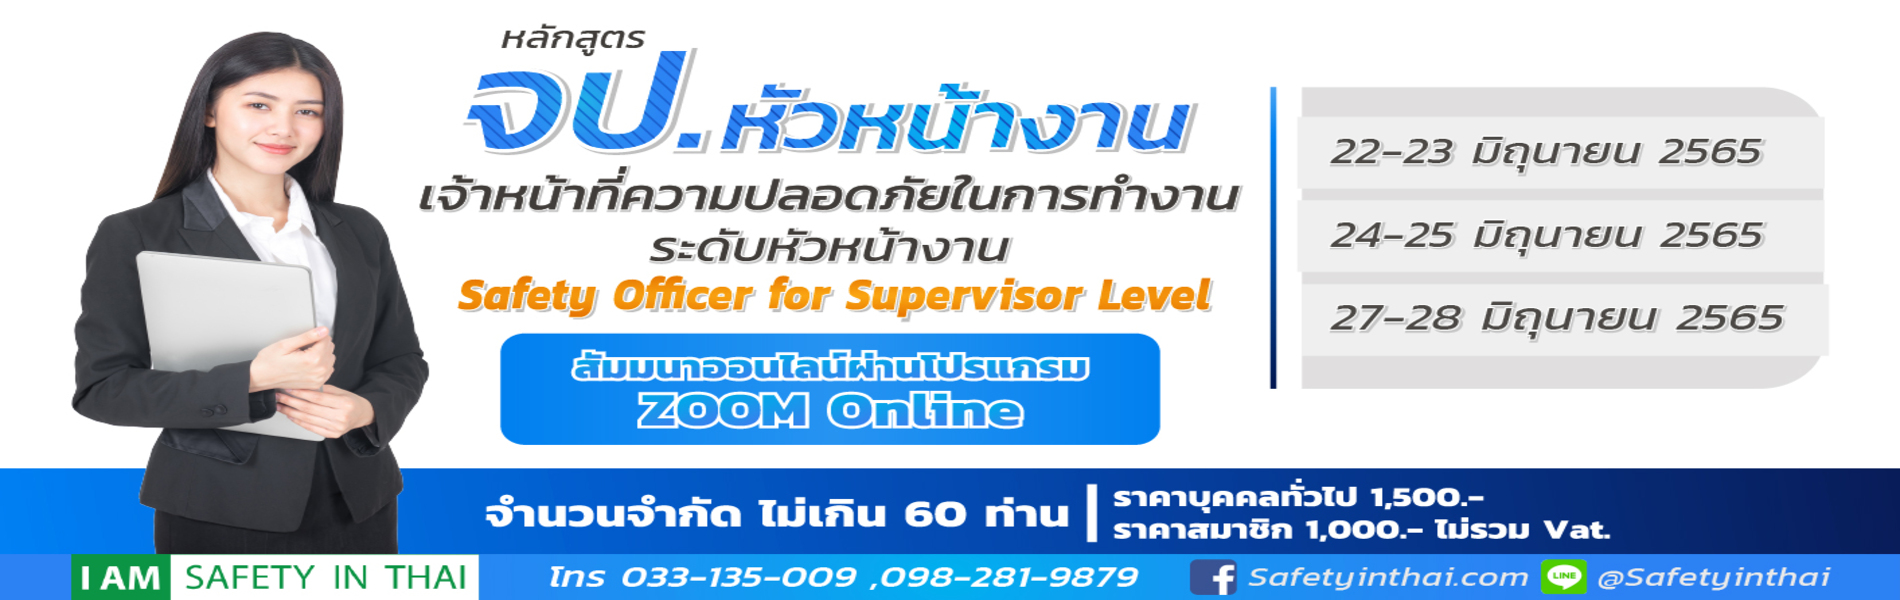 หลักสูตร
จป.หัวหน้างาน
เจ้าหน้าที่ความปลอดภัยในการทำงาน
ระดับหัวหน้างาน
Safety Officer for Supervisor Level
สัมมนาออนไลน์ผ่านโปรแกรม
ZOOM Online
22-23 มิถุนายน 2565
24-25 มิถุนายน 2565
27-28 มิถุนายน 2565
จำนวนจำกัด ไม่เกิน 60 ท่าน
ราคาบุคคลทั่วไป 1,500.-
ราคาสมาชิก 1,000.- ไม่รวม Vat.
I AM SAFETY IN THAI
โทร 033-135-009 ,098-281-9879
f Safetyinthai.com
LINE @Safetyinthai